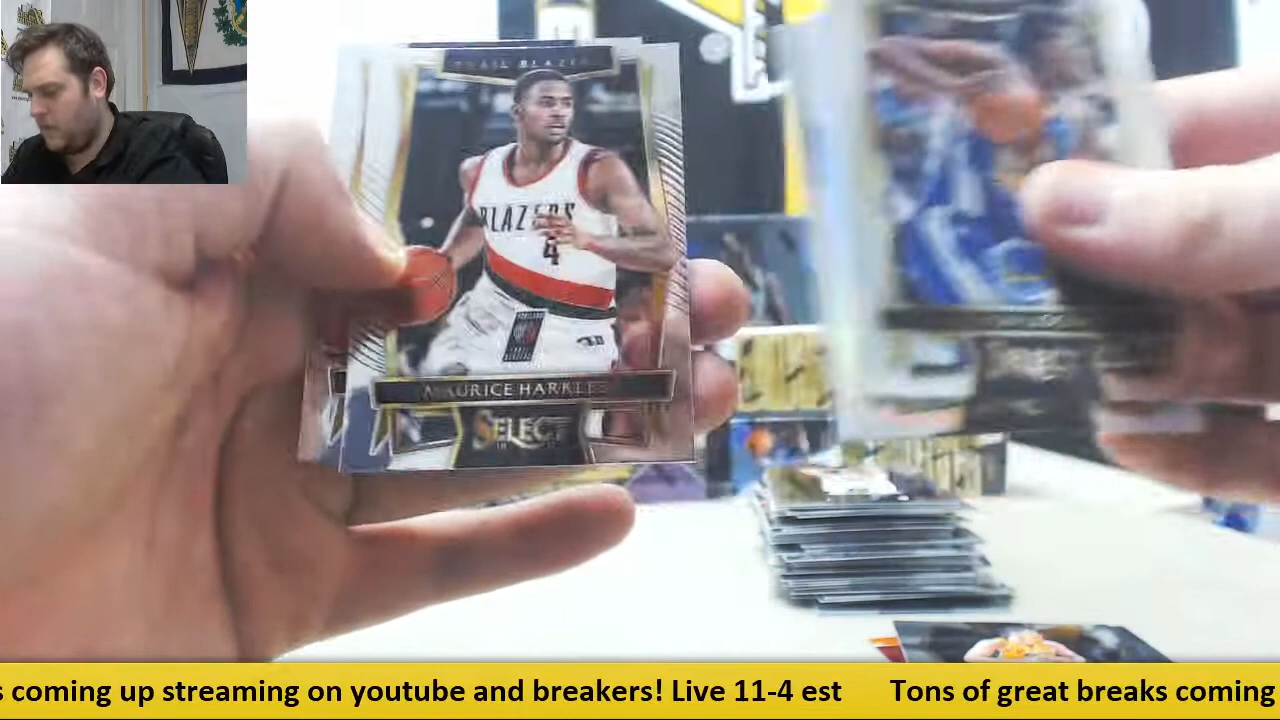 TRAIL BLAZERS
BLAZERS
4
MAURICE HARKLESS
SELECT
s coming up streaming on youtube and breakers! Live 11-4 est Tons of great breaks coming